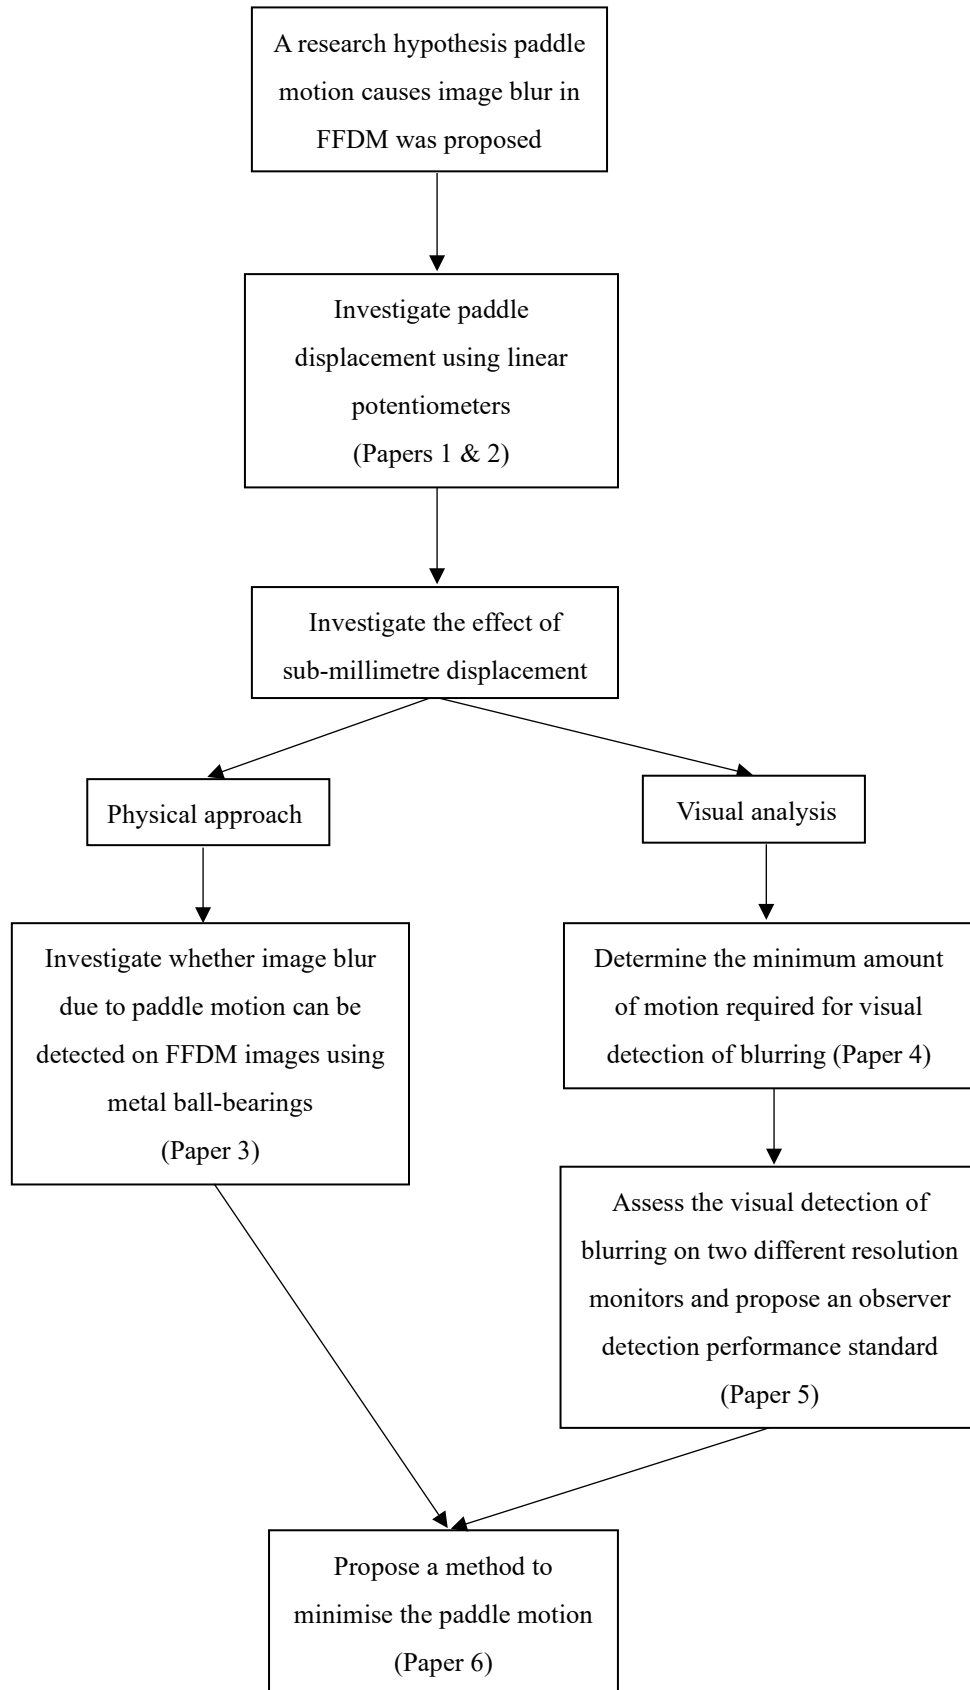 A research hypothesis paddle
motion causes image blur in
FFDM was proposed
Investigate paddle
displacement using linear
potentiometers
(Papers 1 & 2)
Investigate the effect of
sub-millimetre displacement
Physical approach
Visual analysis
Investigate whether image blur
due to paddle motion can be
detected on FFDM images using
metal ball-bearings
(Paper 3)
Determine the minimum amount
of motion required for visual
detection of blurring (Paper 4)
Assess the visual detection of
blurring on two different resolution
monitors and propose an observer
detection performance standard
(Paper 5)
Propose a method to
minimise the paddle motion
(Paper 6)